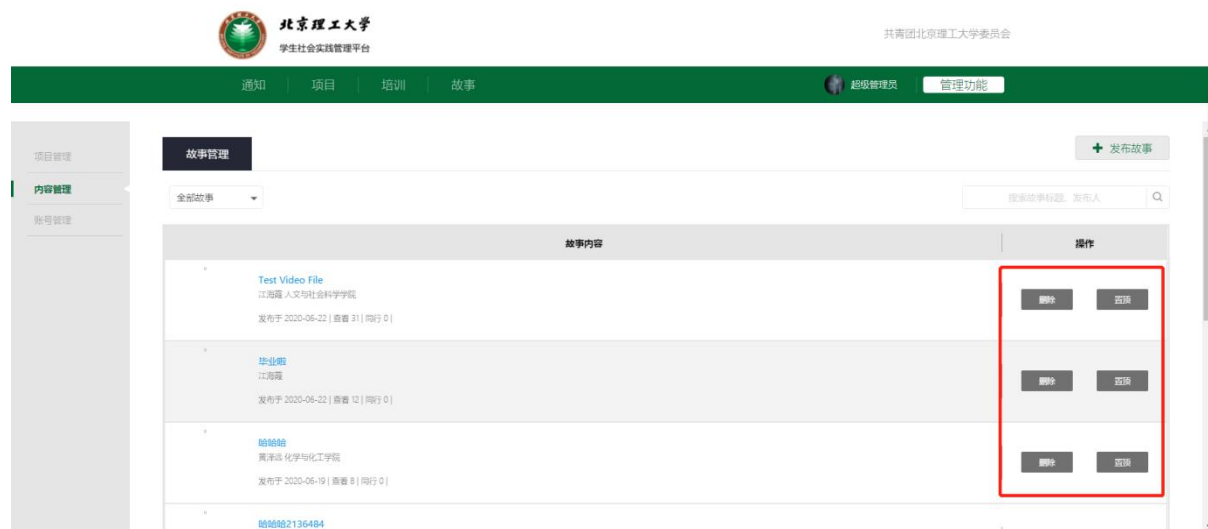 北京理工大学
学生社会实践管理平台
共青团北京理工大学委员会
通知 项目 培训 故事 超级管理员 管理功能
项目管理
内容管理
账号管理
故事管理
发布故事
全部故事
搜索故事标题、发布人
故事内容 操作
Test Video File
江海霞 人文与社会科学学院
发布于 2020-06-22 | 查看 31 | 同行 0 |
删除 置顶
毕业啦
江海霞
发布于 2020-06-22 | 查看 12 | 同行 0 |
删除 置顶
哈哈哈
黄泽远 化学与化工学院
发布于 2020-06-19 | 查看 8 | 同行 0 |
删除 置顶
哈哈哈2136484